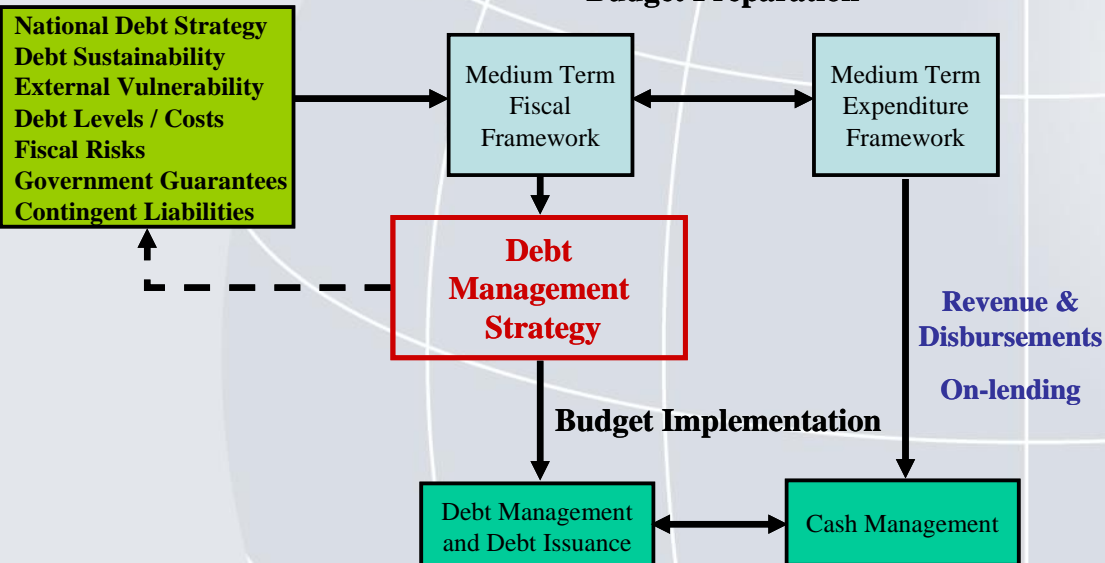 Budget Preparation
National Debt Strategy
Debt Sustainability
External Vulnerability
Debt Levels / Costs
Fiscal Risks
Government Guarantees
Contingent Liabilities
Medium Term
Fiscal
Framework
Medium Term
Expenditure
Framework
Debt
Management
Strategy
Revenue &
Disbursements
On-lending
Budget Implementation
Debt Management
and Debt Issuance
Cash Management